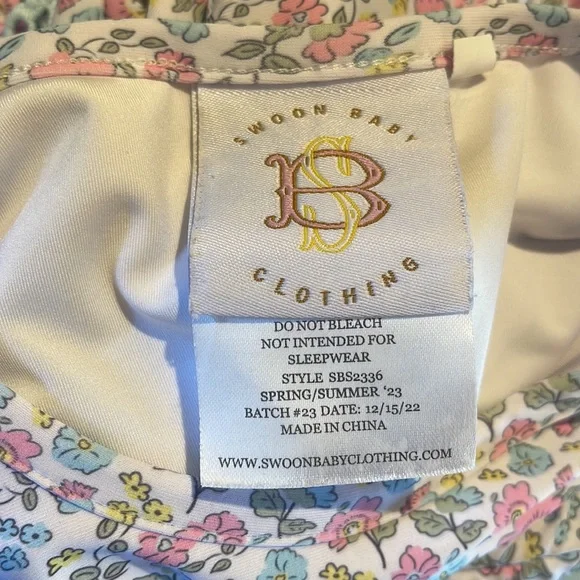 SWOON BABY
SB
CLOTHING
DO NOT BLEACH
NOT INTENDED FOR
SLEEPWEAR
STYLE SBS2336
SPRING/SUMMER '23
BATCH #23 DATE: 12/15/22
MADE IN CHINA
WWW.SWOONBABYCLOTHING.COM